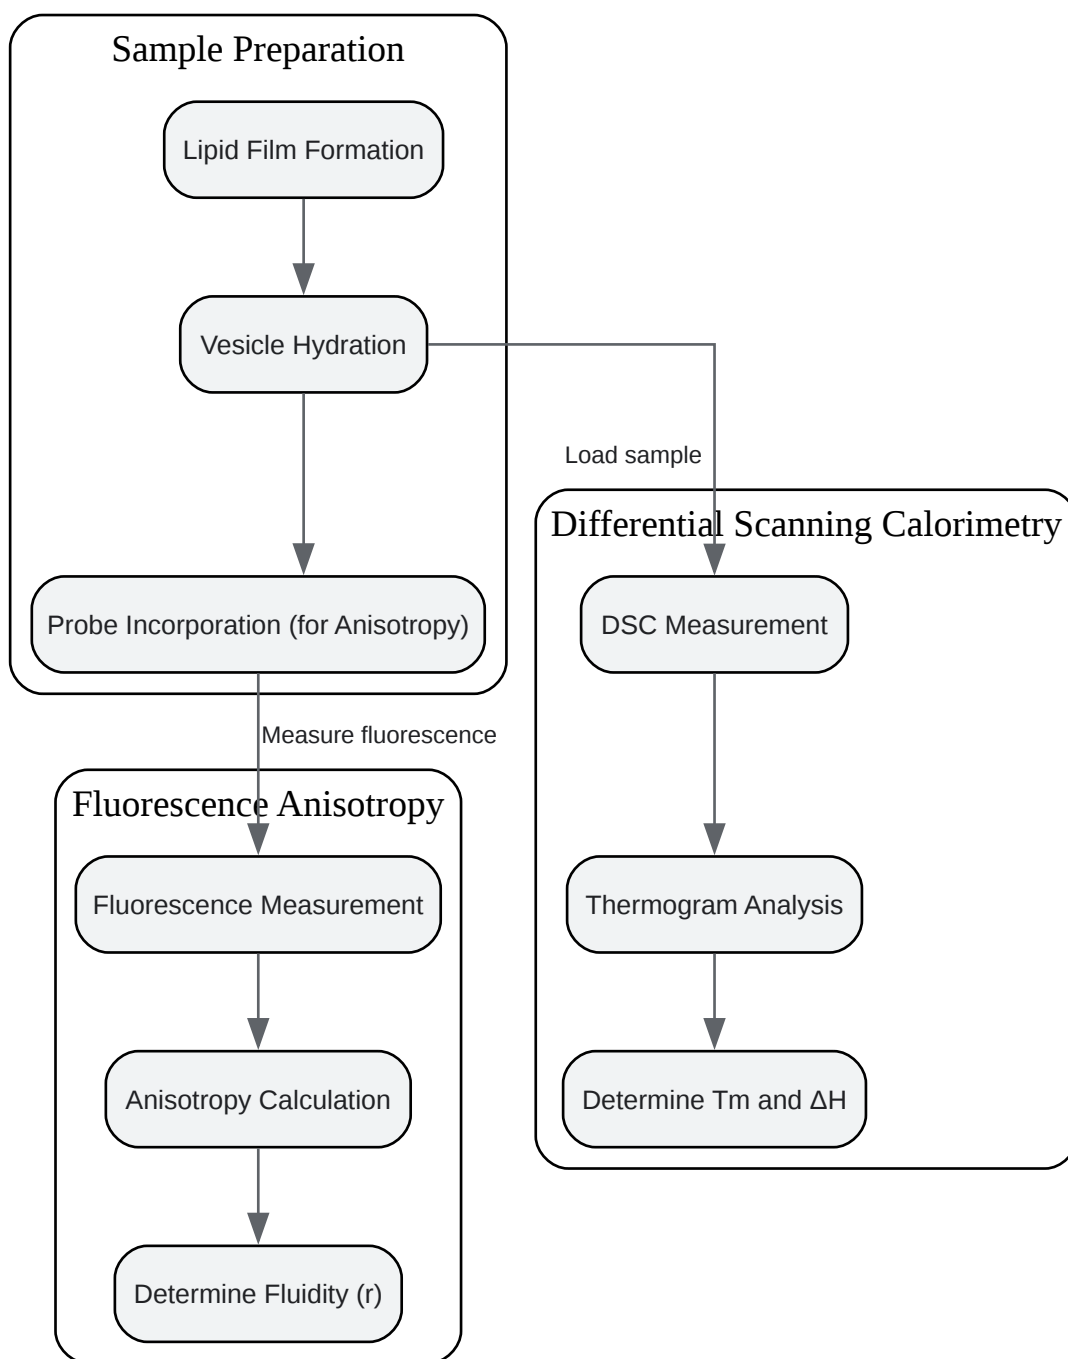 Sample Preparation
Lipid Film Formation
Vesicle Hydration
Load sample
Differential Scanning Calorimetry
Probe Incorporation (for Anisotropy)
DSC Measurement
Measure fluorescence
Fluorescence Anisotropy
Fluorescence Measurement
Thermogram Analysis
Anisotropy Calculation
Determine Tm and ΔH
Determine Fluidity (r)